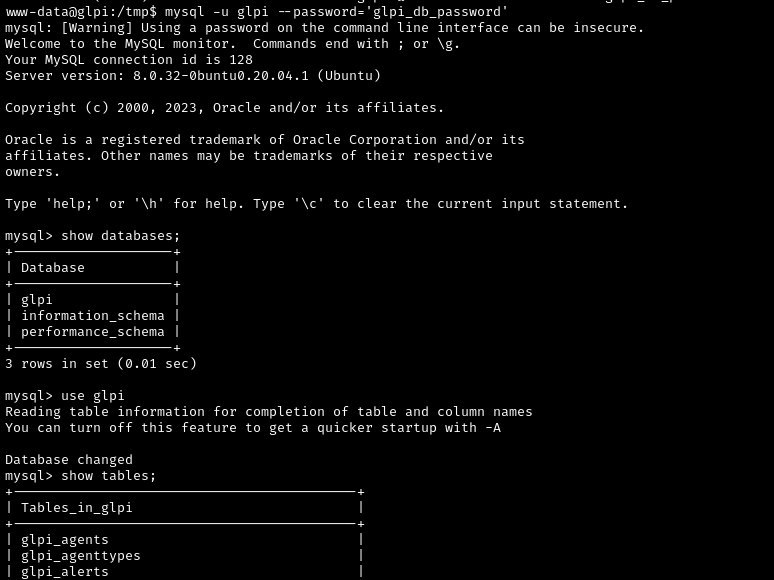 www-data@glpi:/tmp$ mysql -u glpi --password='glpi_db_password'
mysql: [Warning] Using a password on the command line interface can be insecure.
Welcome to the MySQL monitor.  Commands end with ; or \g.
Your MySQL connection id is 128
Server version: 8.0.32-0buntu0.20.04.1 (Ubuntu)

Copyright (c) 2000, 2023, Oracle and/or its affiliates.

Oracle is a registered trademark of Oracle Corporation and/or its
affiliates. Other names may be trademarks of their respective
owners.

Type 'help;' or '\h' for help. Type '\c' to clear the current input statement.

mysql> show databases;
+--------------------+
| Database           |
+--------------------+
| glpi               |
| information_schema |
| performance_schema |
+--------------------+
3 rows in set (0.01 sec)

mysql> use glpi
Reading table information for completion of table and column names
You can turn off this feature to get a quicker startup with -A

Database changed
mysql> show tables;
+-------------------------------------------+
| Tables_in_glpi                            |
+-------------------------------------------+
| glpi_agents                               |
| glpi_agenttypes                           |
| glpi_alerts                               |